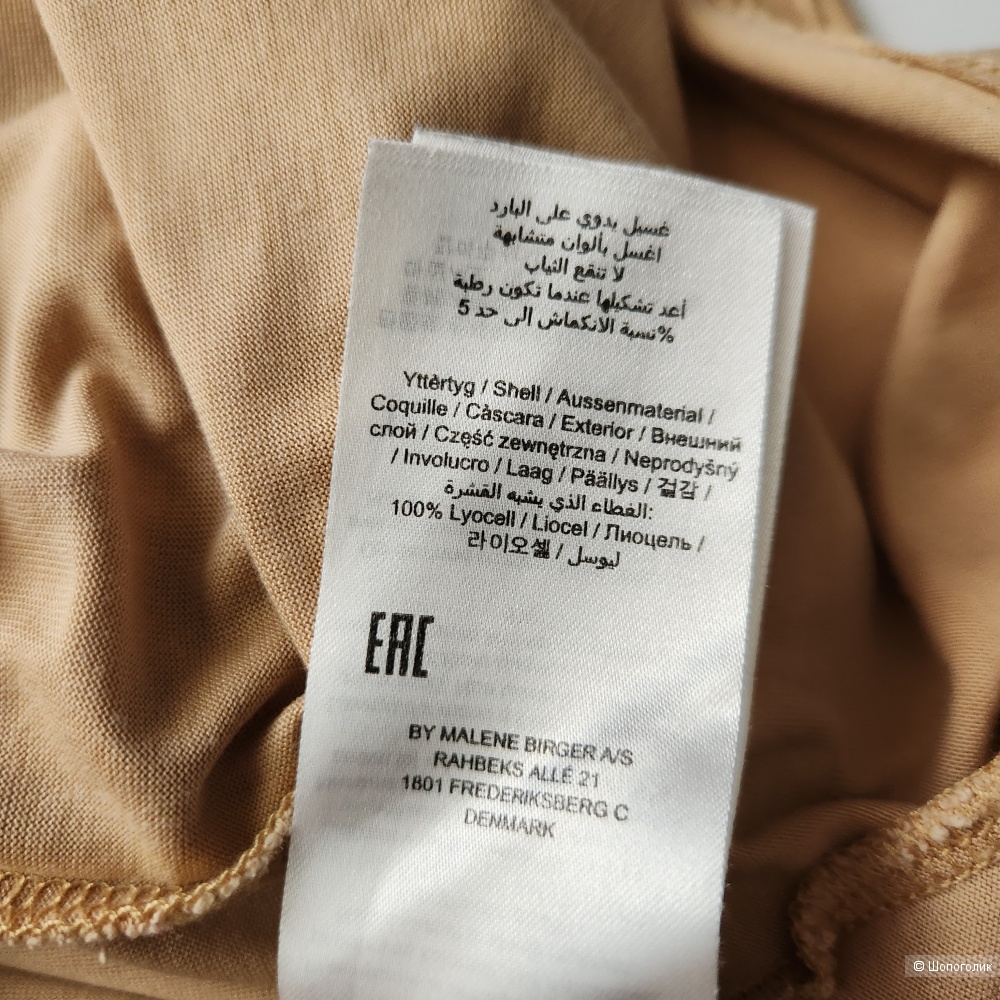 غسيل يدوي على البارد
اغسل بألوان متشابهة
لا تنقع الثياب
أعد تشكيلها عندما تكون رطبة
%نسبة الانكماش إلى حد 5
Yttèrtyg / Shell / Aussenmaterial /
Coquille / Càscara / Exterior / Внешний
слой / Część zewnętrzna / Neprodyšný
/ Involucro / Laag / Päällys / 겉감 /
الغطاء الذي يشبه القشرة:
100% Lyocell / Liocel / Лиоцель /
라이오셀 / ليوسل
EAC
BY MALENE BIRGER A/S
RAHBEKS ALLÉ 21
1801 FREDERIKSBERG C
DENMARK
© Шопоголик